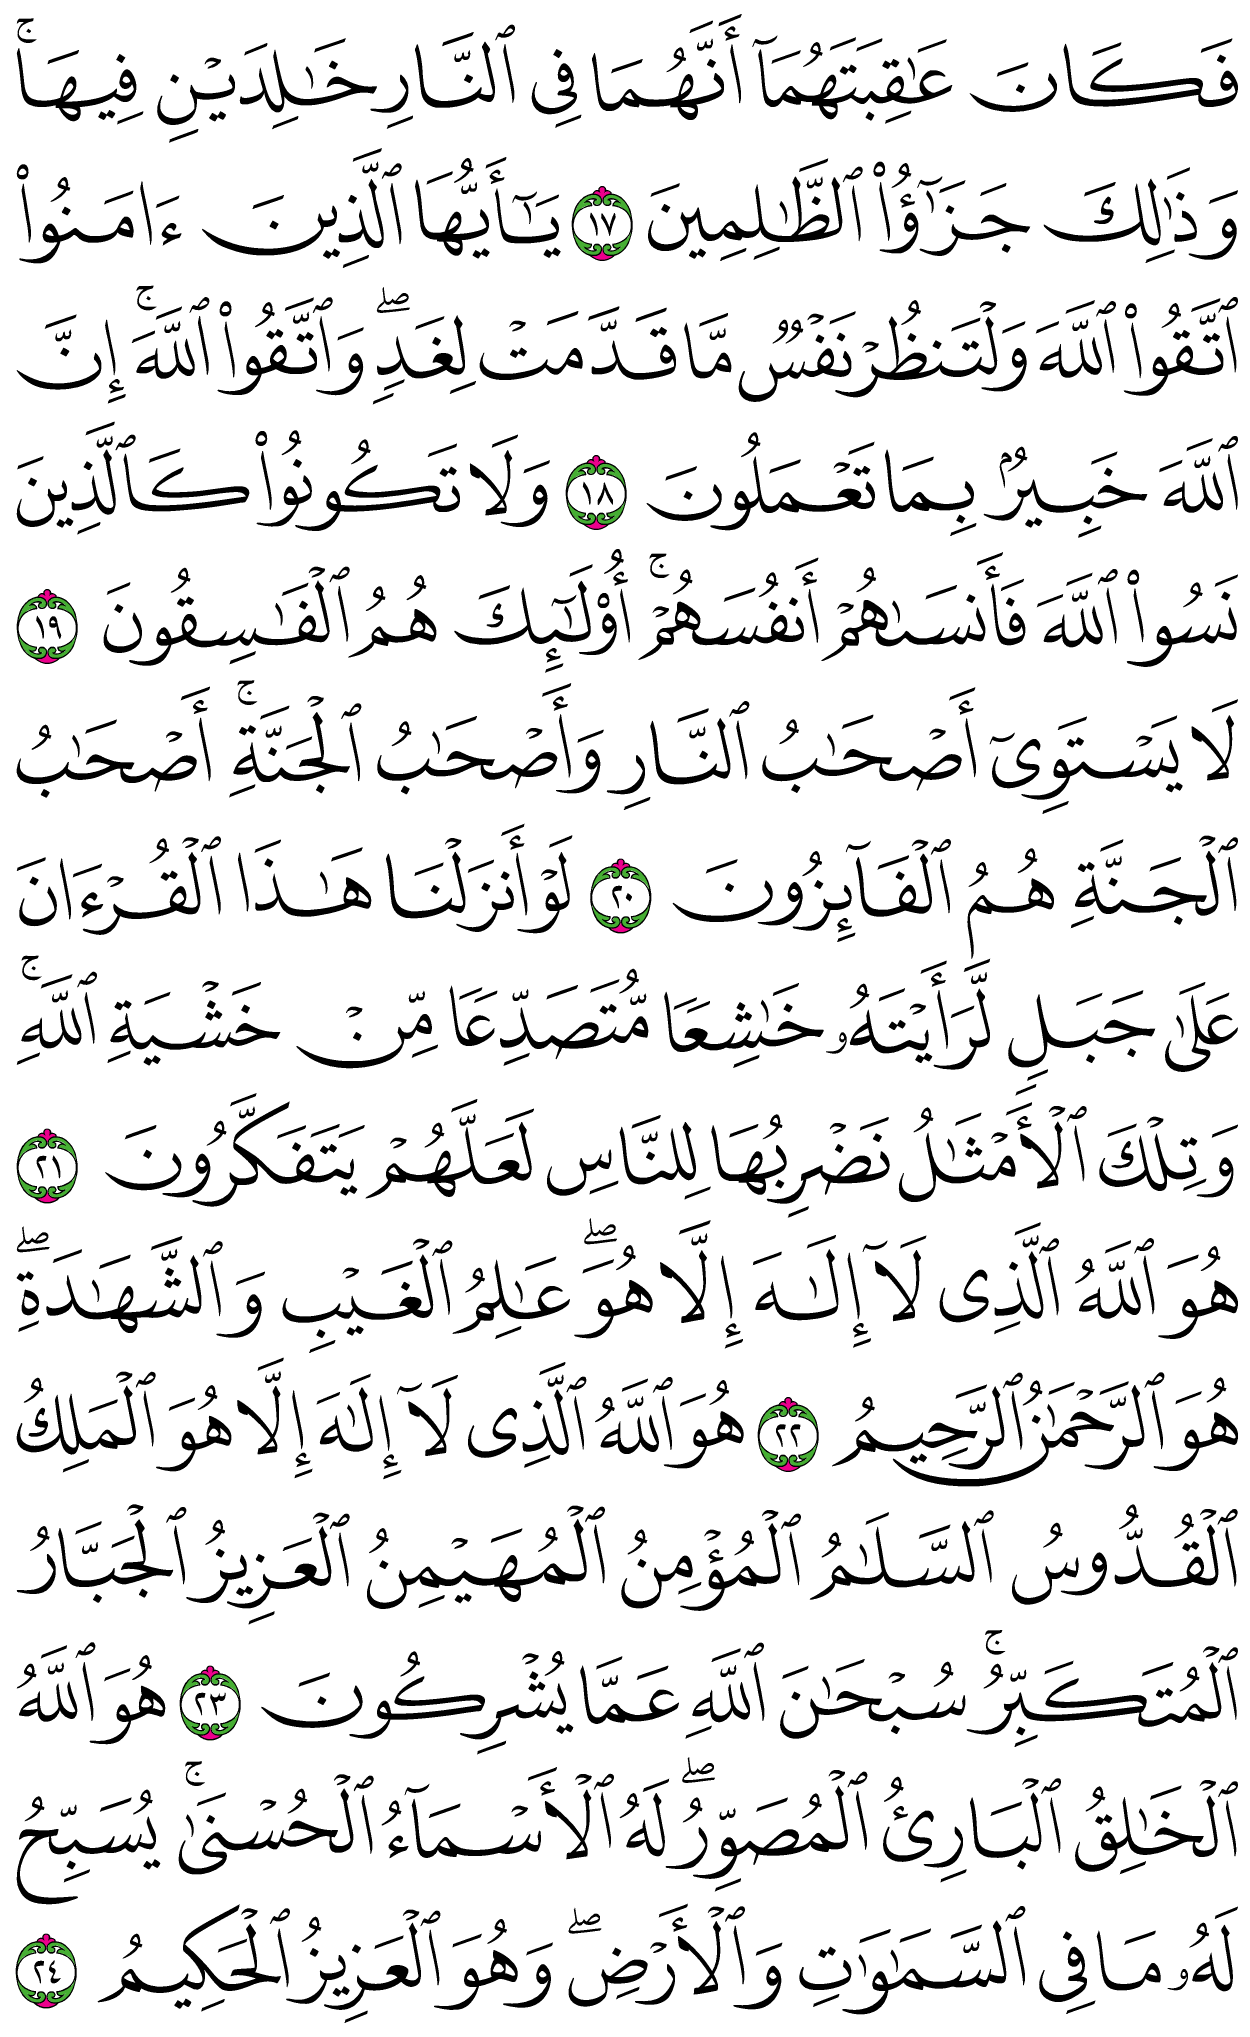 فَكَانَ عَٰقِبَتَهُمَآ أَنَّهُمَا فِى ٱلنَّارِ خَٰلِدَيْنِ فِيهَا ۚ
وَذَٰلِكَ جَزَٰٓؤُا۟ ٱلظَّٰلِمِينَ ١٧ يَٰٓأَيُّهَا ٱلَّذِينَ ءَامَنُوا۟
ٱتَّقُوا۟ ٱللَّهَ وَلْتَنظُرْ نَفْسٌ مَّا قَدَّمَتْ لِغَدٍ ۖ وَٱتَّقُوا۟ ٱللَّهَ ۚ إِنَّ
ٱللَّهَ خَبِيرٌۢ بِمَا تَعْمَلُونَ ١٨ وَلَا تَكُونُوا۟ كَٱلَّذِينَ
نَسُوا۟ ٱللَّهَ فَأَنسَىٰهُمْ أَنفُسَهُمْ ۚ أُو۟لَٰٓئِكَ هُمُ ٱلْفَٰسِقُونَ ١٩
لَا يَسْتَوِىٓ أَصْحَٰبُ ٱلنَّارِ وَأَصْحَٰبُ ٱلْجَنَّةِ ۚ أَصْحَٰبُ
ٱلْجَنَّةِ هُمُ ٱلْفَآئِزُونَ ٢٠ لَوْ أَنزَلْنَا هَٰذَا ٱلْقُرْءَانَ
عَلَىٰ جَبَلٍ لَّرَأَيْتَهُۥ خَٰشِعًا مُّتَصَدِّعًا مِّنْ خَشْيَةِ ٱللَّهِ ۚ
وَتِلْكَ ٱلْأَمْثَٰلُ نَضْرِبُهَا لِلنَّاسِ لَعَلَّهُمْ يَتَفَكَّرُونَ ٢١
هُوَ ٱللَّهُ ٱلَّذِى لَآ إِلَٰهَ إِلَّا هُوَ ۖ عَٰلِمُ ٱلْغَيْبِ وَٱلشَّهَٰدَةِ ۖ
هُوَ ٱلرَّحْمَٰنُ ٱلرَّحِيمُ ٢٢ هُوَ ٱللَّهُ ٱلَّذِى لَآ إِلَٰهَ إِلَّا هُوَ ٱلْمَلِكُ
ٱلْقُدُّوسُ ٱلسَّلَٰمُ ٱلْمُؤْمِنُ ٱلْمُهَيْمِنُ ٱلْعَزِيزُ ٱلْجَبَّارُ
ٱلْمُتَكَبِّرُ ۚ سُبْحَٰنَ ٱللَّهِ عَمَّا يُشْرِكُونَ ٢٣ هُوَ ٱللَّهُ
ٱلْخَٰلِقُ ٱلْبَارِئُ ٱلْمُصَوِّرُ ۖ لَهُ ٱلْأَسْمَآءُ ٱلْحُسْنَىٰ ۚ يُسَبِّحُ
لَهُۥ مَا فِى ٱلسَّمَٰوَٰتِ وَٱلْأَرْضِ ۖ وَهُوَ ٱلْعَزِيزُ ٱلْحَكِيمُ ٢٤